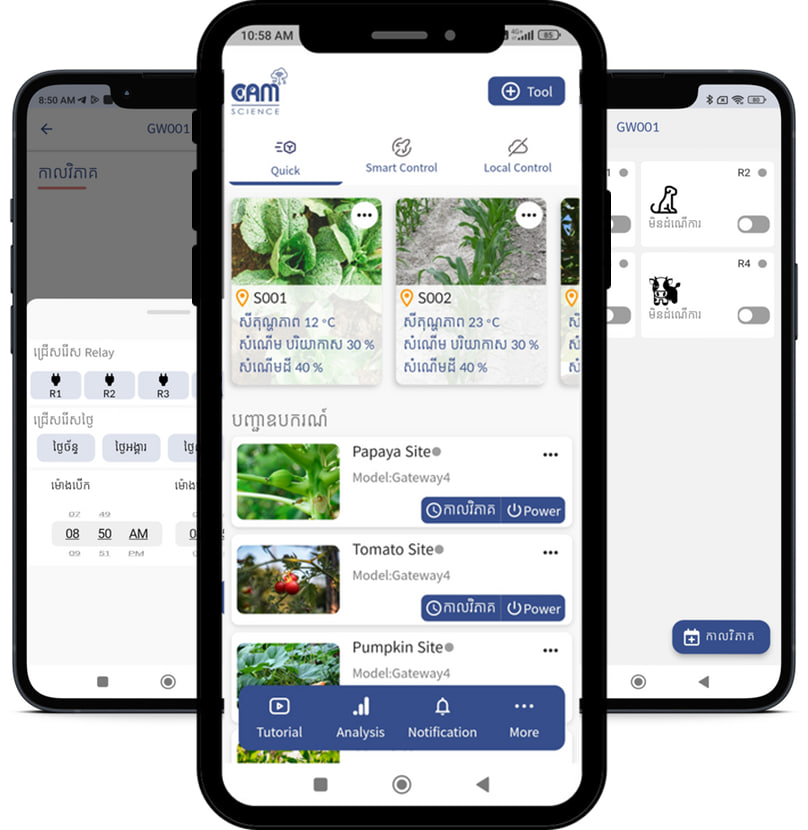 8:50 AM
GW001
កាលវិភាគ
ជ្រើសរើស Relay
R1
R2
R3
ជ្រើសរើសថ្ងៃ
ថ្ងៃច័ន្ទ
ថ្ងៃអង្គារ
ម៉ោងបើក
07 49
08 50 AM
09 51 PM
10:58 AM
4G+
85
CAM
SCIENCE
Tool
Quick
Smart Control
Local Control
S001
សីតុណ្ហភាព 12 °C
សំណើម បរិយាកាស 30 %
សំណើមដី 40 %
S002
សីតុណ្ហភាព 23 °C
សំណើម បរិយាកាស 30 %
សំណើមដី 40 %
បញ្ជាឧបករណ៍
Papaya Site
Model:Gateway4
កាលវិភាគ
Power
Tomato Site
Model:Gateway4
កាលវិភាគ
Power
Pumpkin Site
Model:Gateway4
Tutorial
Analysis
Notification
More
80
GW001
R2
មិនដំណើការ
R4
មិនដំណើការ
កាលវិភាគ